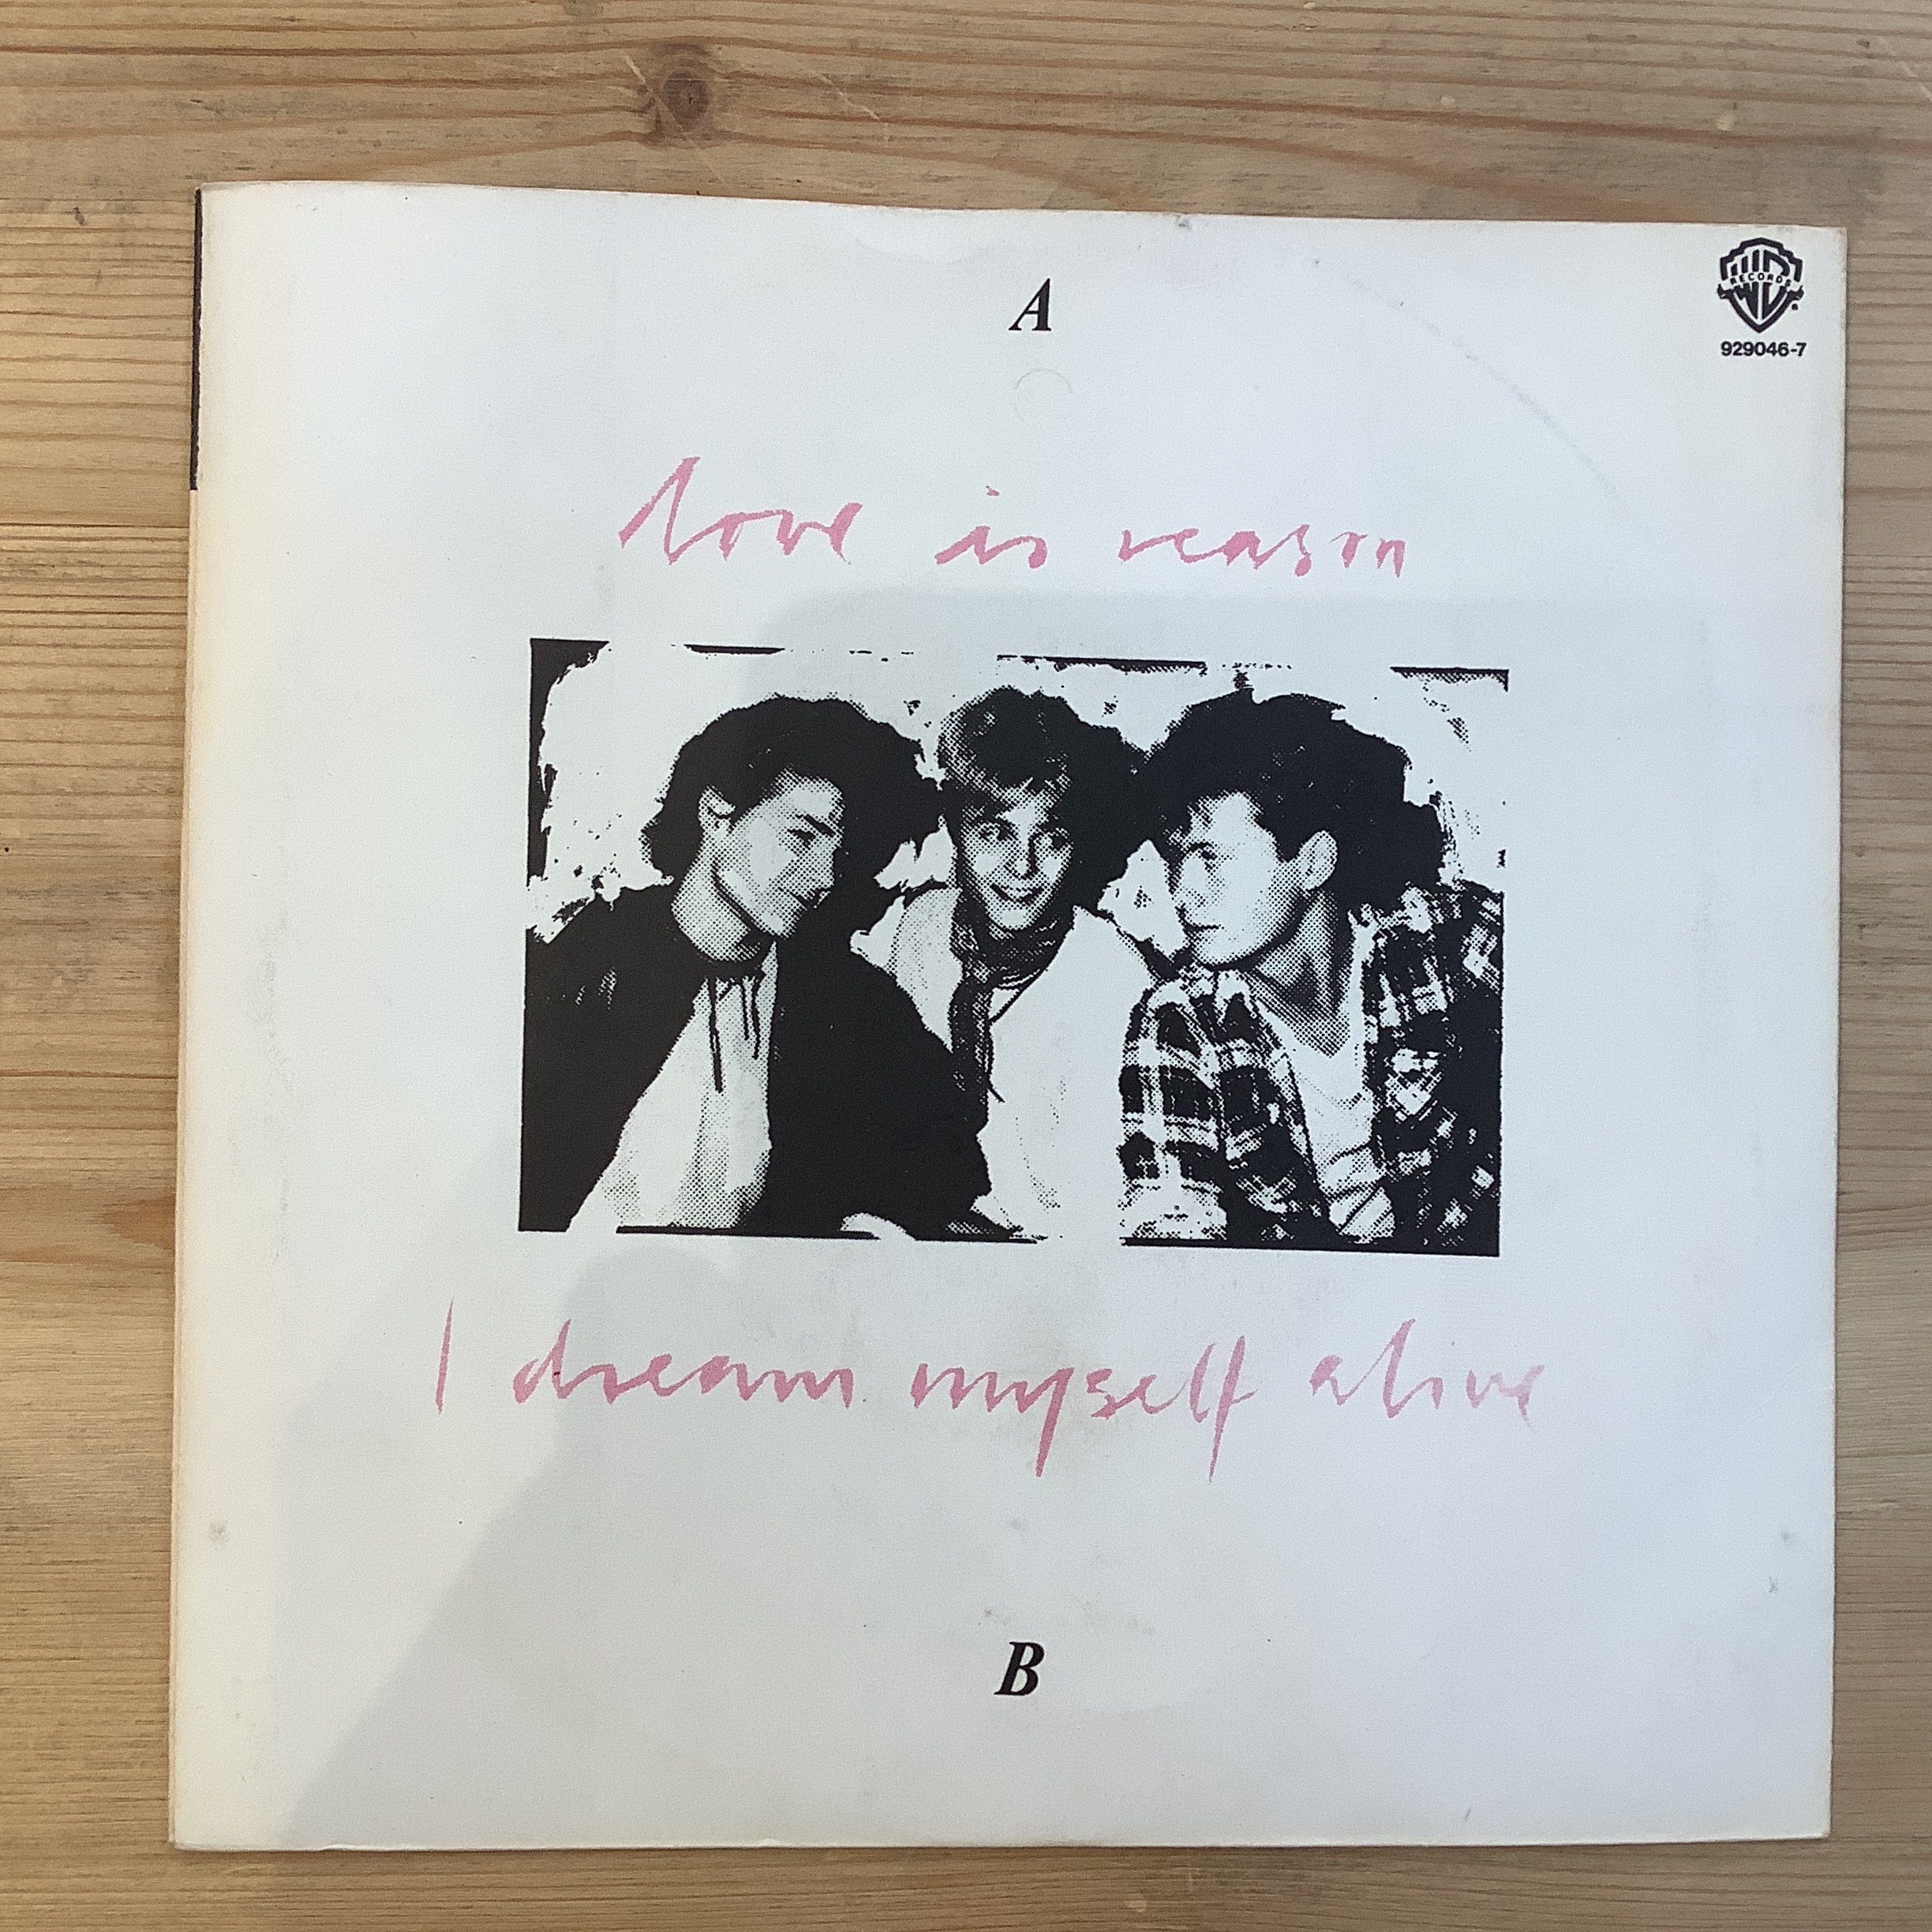 A
WB RECORDS
929046-7
love is reason
I dream myself alive
B